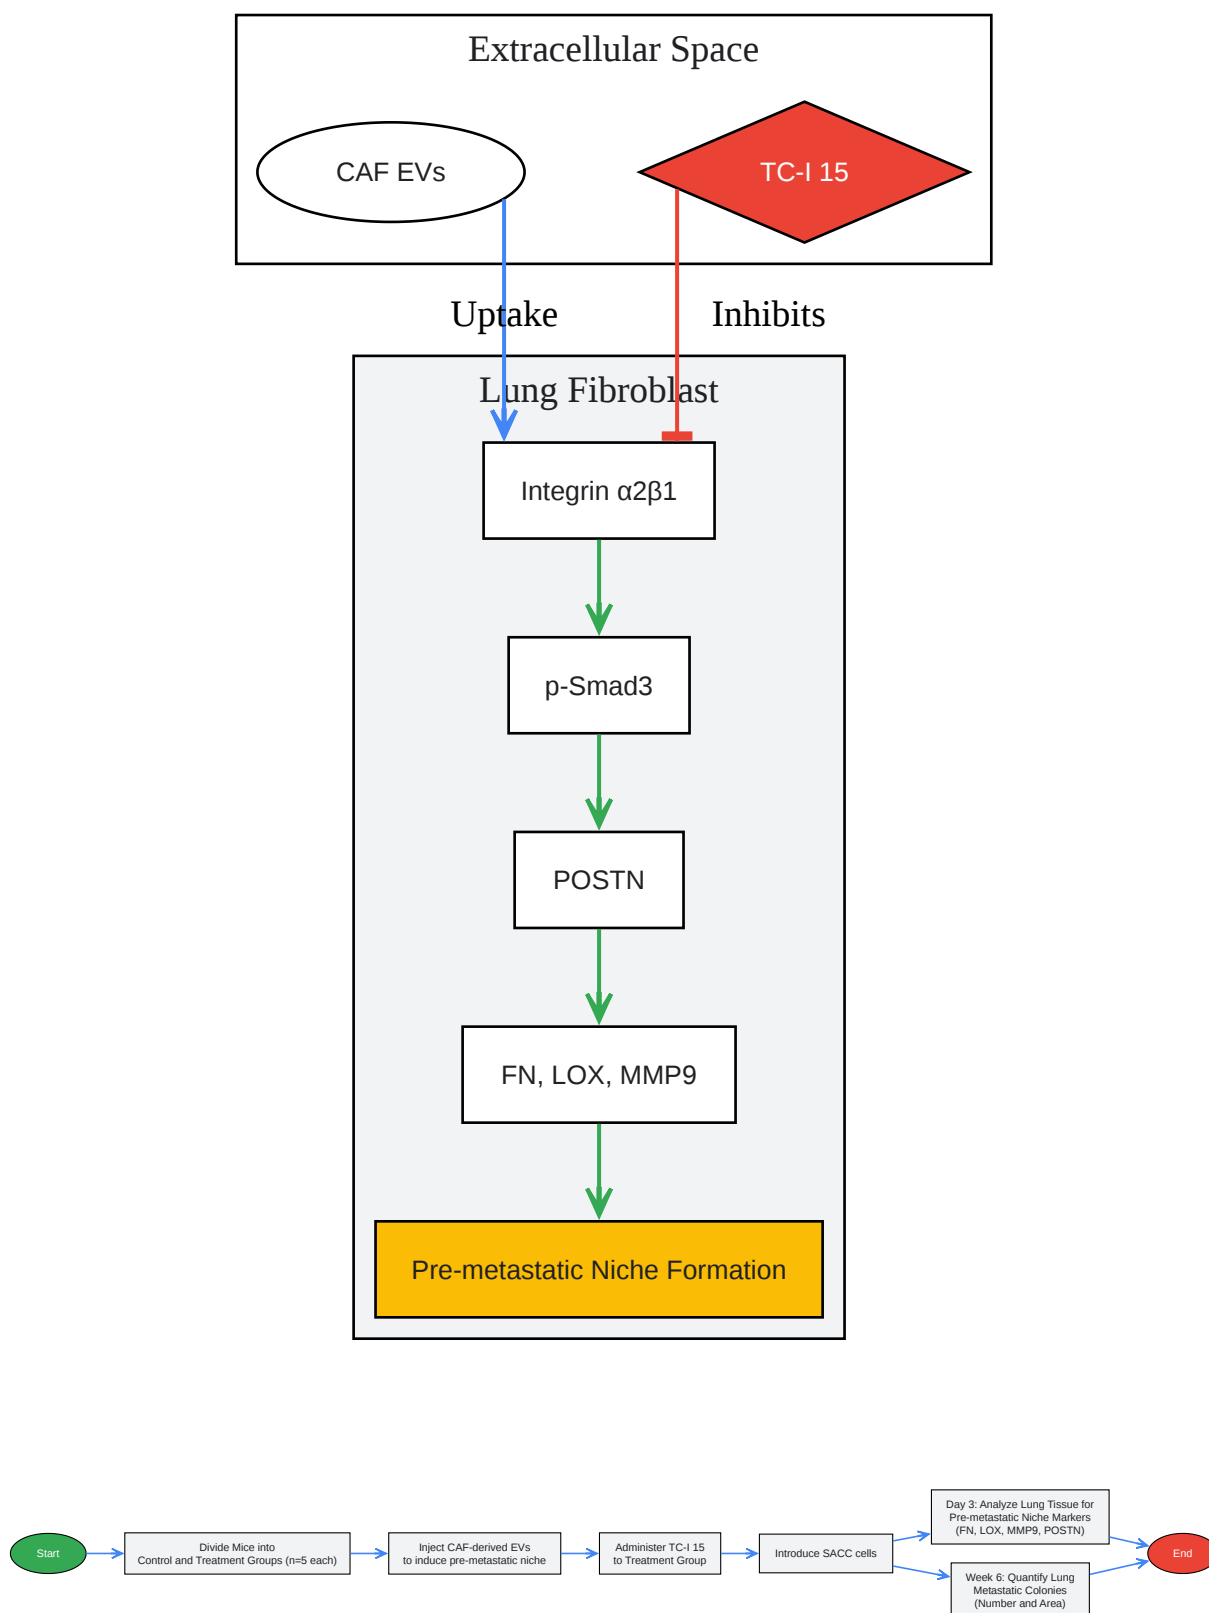 Extracellular Space
CAF EVs
TC-I 15
Uptake
Inhibits
Lung Fibroblast
Integrin α2β1
p-Smad3
POSTN
FN, LOX, MMP9
Pre-metastatic Niche Formation
Start
Divide Mice into
Control and Treatment Groups (n=5 each)
Inject CAF-derived EVs
to induce pre-metastatic niche
Administer TC-I 15
to Treatment Group
Introduce SACC cells
Day 3: Analyze Lung Tissue for
Pre-metastatic Niche Markers
(FN, LOX, MMP9, POSTN)
Week 6: Quantify Lung
Metastatic Colonies
(Number and Area)
End